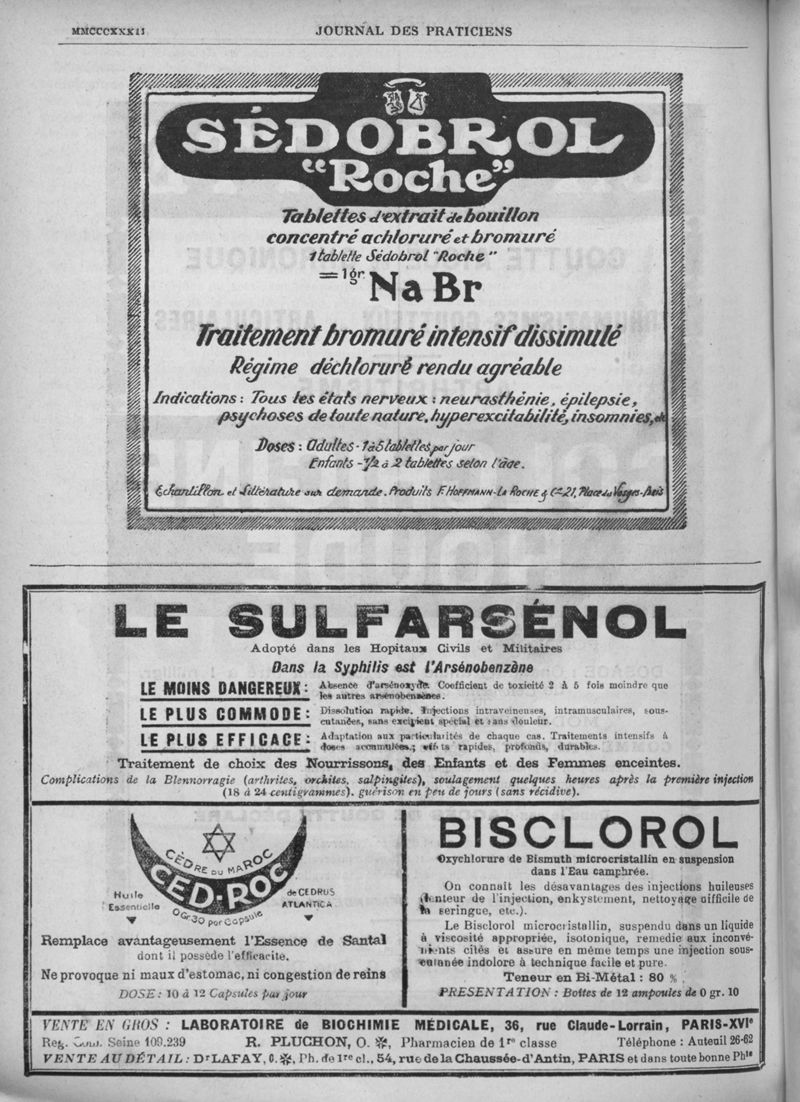 MMCCCXXXII
JOURNAL DES PRATICIENS
SÉDOBROL
"Roche"
Tablettes d'extrait de bouillon
concentré achloruré et bromuré
1 tablette Sédobrol "Roche"
= 1gr NaBr
Traitement bromuré intensif dissimulé
Régime déchloruré rendu agréable
Indications : Tous les états nerveux : neurasthénie, épilepsie,
psychoses de toute nature, hyperexcitabilité, insomnies, etc
Doses : Adultes - 1 à 5 tablettes par jour
Enfants - 1/2 à 2 tablettes selon l'âge.
Échantillon et Littérature sur demande. Produits F. HOFFMANN-LA ROCHE & Cie 21, Place des Vosges-Paris
LE SULFARSÉNOL
Adopté dans les Hopitaux Civils et Militaires
Dans la Syphilis est l'Arsénobenzène
LE MOINS DANGEREUX : Absence d'arsénoxyde. Coefficient de toxicité 2 à 5 fois moindre que
les autres arsénobenzènes.
LE PLUS COMMODE : Dissolution rapide. Injections intraveineuses, intramusculaires, sous-
cutanées, sans excipient spécial et sans douleur.
LE PLUS EFFICACE : Adaptation aux particularités de chaque cas. Traitements intensifs à
doses accumulées ; effets rapides, profonds, durables.
Traitement de choix des Nourrissons, des Enfants et des Femmes enceintes.
Complications de la Blennorragie (arthrites, orchites, salpingites), soulagement quelques heures après la première injection
(18 à 24 centigrammes). guérison en peu de jours (sans récidive).
CÈDRE DU MAROC
CED-ROC
Huile
Essentielle
de CEDRUS
ATLANTICA
0 Gr 30 par Capsule
Remplace avantageusement l'Essence de Santal
dont il possède l'efficacite.
Ne provoque ni maux d'estomac, ni congestion de reins
DOSE : 10 à 12 Capsules par jour
BISCLOROL
Oxychlorure de Bismuth microcristallin en suspension
dans l'Eau camphrée.
On connaît les désavantages des injections huileuses
(lenteur de l'injection, enkystement, nettoyage difficile de
la seringue, etc.).
Le Bisclorol microcristallin, suspendu dans un liquide
à viscosité appropriée, isotonique, remedie aux inconvé-
nients cités et assure en même temps une injection sous-
cutanée indolore à technique facile et pure.
Teneur en Bi-Métal : 80 %
PRESENTATION : Boîtes de 12 ampoules de 0 gr. 10
VENTE EN GROS : LABORATOIRE de BIOCHIMIE MÉDICALE, 36, rue Claude-Lorrain, PARIS-XVIe
Reg. Com. Seine 109.239 R. PLUCHON, O. ✻, Pharmacien de 1re classe Téléphone : Auteuil 26-62
VENTE AU DÉTAIL : Dr LAFAY, O. ✻, Ph. de 1re cl., 54, rue de la Chaussée-d'Antin, PARIS et dans toute bonne Phie